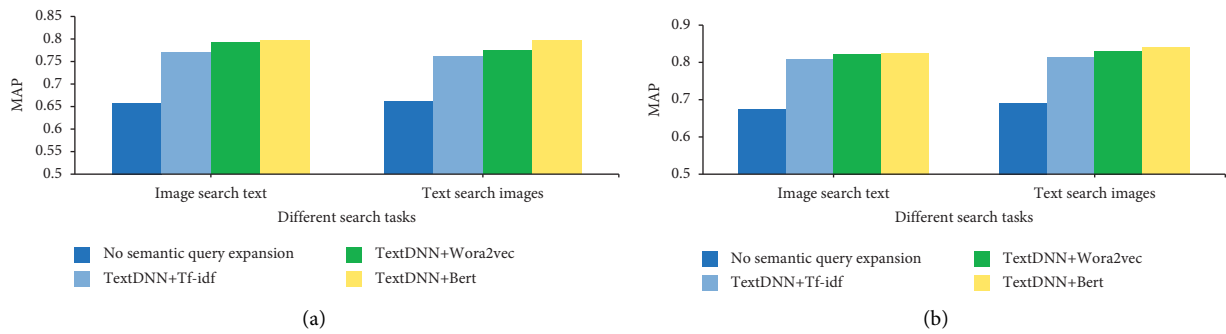 0.85
0.8
0.75
0.7
0.65
0.6
0.55
0.5
MAP
Image search text Text search images
Different search tasks
No semantic query expansion TextDNN+Wora2vec
TextDNN+Tf-idf TextDNN+Bert
(a)
0.9
0.8
0.7
0.6
0.5
MAP
Image search text Text search images
Different search tasks
No semantic query expansion TextDNN+Wora2vec
TextDNN+Tf-idf TextDNN+Bert
(b)